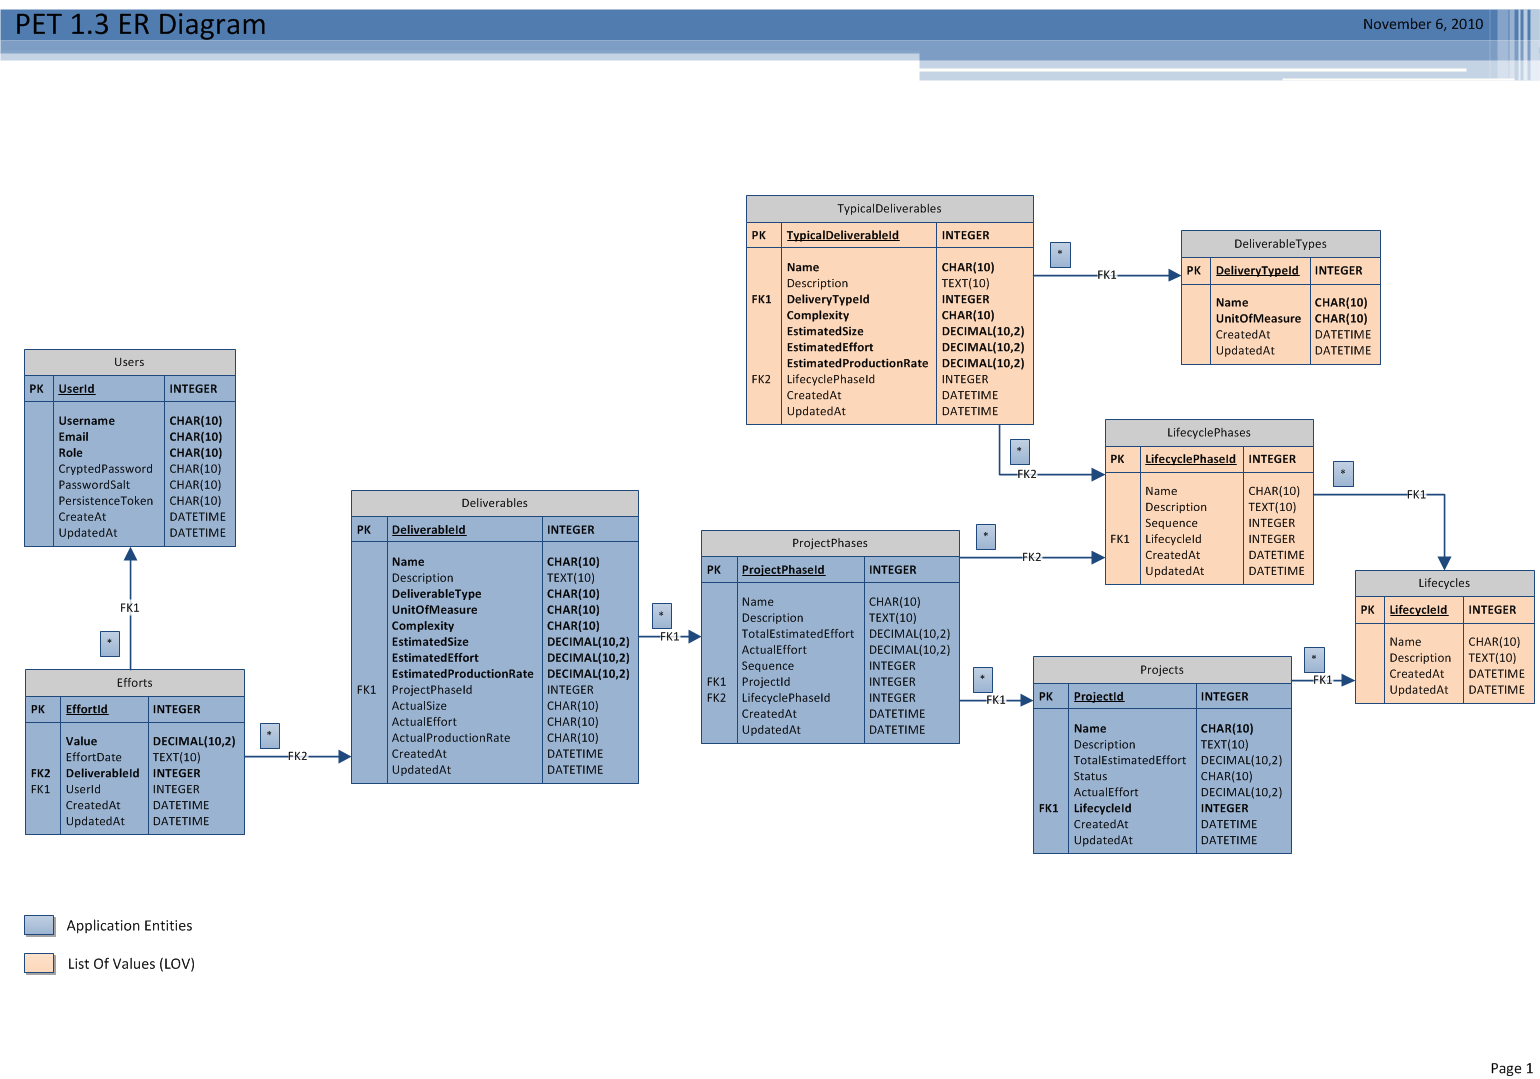 PET 1.3 ER Diagram
November 6, 2010
TypicalDeliverables
PK TypicalDeliverableId INTEGER
Name CHAR(10)
Description TEXT(10)
FK1 DeliveryTypeId INTEGER
Complexity CHAR(10)
EstimatedSize DECIMAL(10,2)
EstimatedEffort DECIMAL(10,2)
EstimatedProductionRate DECIMAL(10,2)
FK2 LifecyclePhaseId INTEGER
CreatedAt DATETIME
UpdatedAt DATETIME
*
FK1
DeliverableTypes
PK DeliveryTypeId INTEGER
Name CHAR(10)
UnitOfMeasure CHAR(10)
CreatedAt DATETIME
UpdatedAt DATETIME
*
FK2
Users
PK UserId INTEGER
Username CHAR(10)
Email CHAR(10)
Role CHAR(10)
CryptedPassword CHAR(10)
PasswordSalt CHAR(10)
PersistenceToken CHAR(10)
CreateAt DATETIME
UpdatedAt DATETIME
FK1
*
LifecyclePhases
PK LifecyclePhaseId INTEGER
Name CHAR(10)
Description TEXT(10)
Sequence INTEGER
FK1 LifecycleId INTEGER
CreatedAt DATETIME
UpdatedAt DATETIME
*
FK1
Deliverables
PK DeliverableId INTEGER
Name CHAR(10)
Description TEXT(10)
DeliverableType CHAR(10)
UnitOfMeasure CHAR(10)
Complexity CHAR(10)
EstimatedSize DECIMAL(10,2)
EstimatedEffort DECIMAL(10,2)
EstimatedProductionRate DECIMAL(10,2)
FK1 ProjectPhaseId INTEGER
ActualSize CHAR(10)
ActualEffort CHAR(10)
ActualProductionRate CHAR(10)
CreatedAt DATETIME
UpdatedAt DATETIME
*
FK1
ProjectPhases
PK ProjectPhaseId INTEGER
Name CHAR(10)
Description TEXT(10)
TotalEstimatedEffort DECIMAL(10,2)
ActualEffort DECIMAL(10,2)
Sequence INTEGER
FK1 ProjectId INTEGER
FK2 LifecyclePhaseId INTEGER
CreatedAt DATETIME
UpdatedAt DATETIME
*
FK2
*
FK1
Lifecycles
PK LifecycleId INTEGER
Name CHAR(10)
Description TEXT(10)
CreatedAt DATETIME
UpdatedAt DATETIME
Projects
PK ProjectId INTEGER
Name CHAR(10)
Description TEXT(10)
TotalEstimatedEffort DECIMAL(10,2)
Status CHAR(10)
ActualEffort DECIMAL(10,2)
FK1 LifecycleId INTEGER
CreatedAt DATETIME
UpdatedAt DATETIME
*
FK1
Efforts
PK EffortId INTEGER
Value DECIMAL(10,2)
EffortDate TEXT(10)
FK2 DeliverableId INTEGER
FK1 UserId INTEGER
CreatedAt DATETIME
UpdatedAt DATETIME
*
FK2
Application Entities
List Of Values (LOV)
Page 1